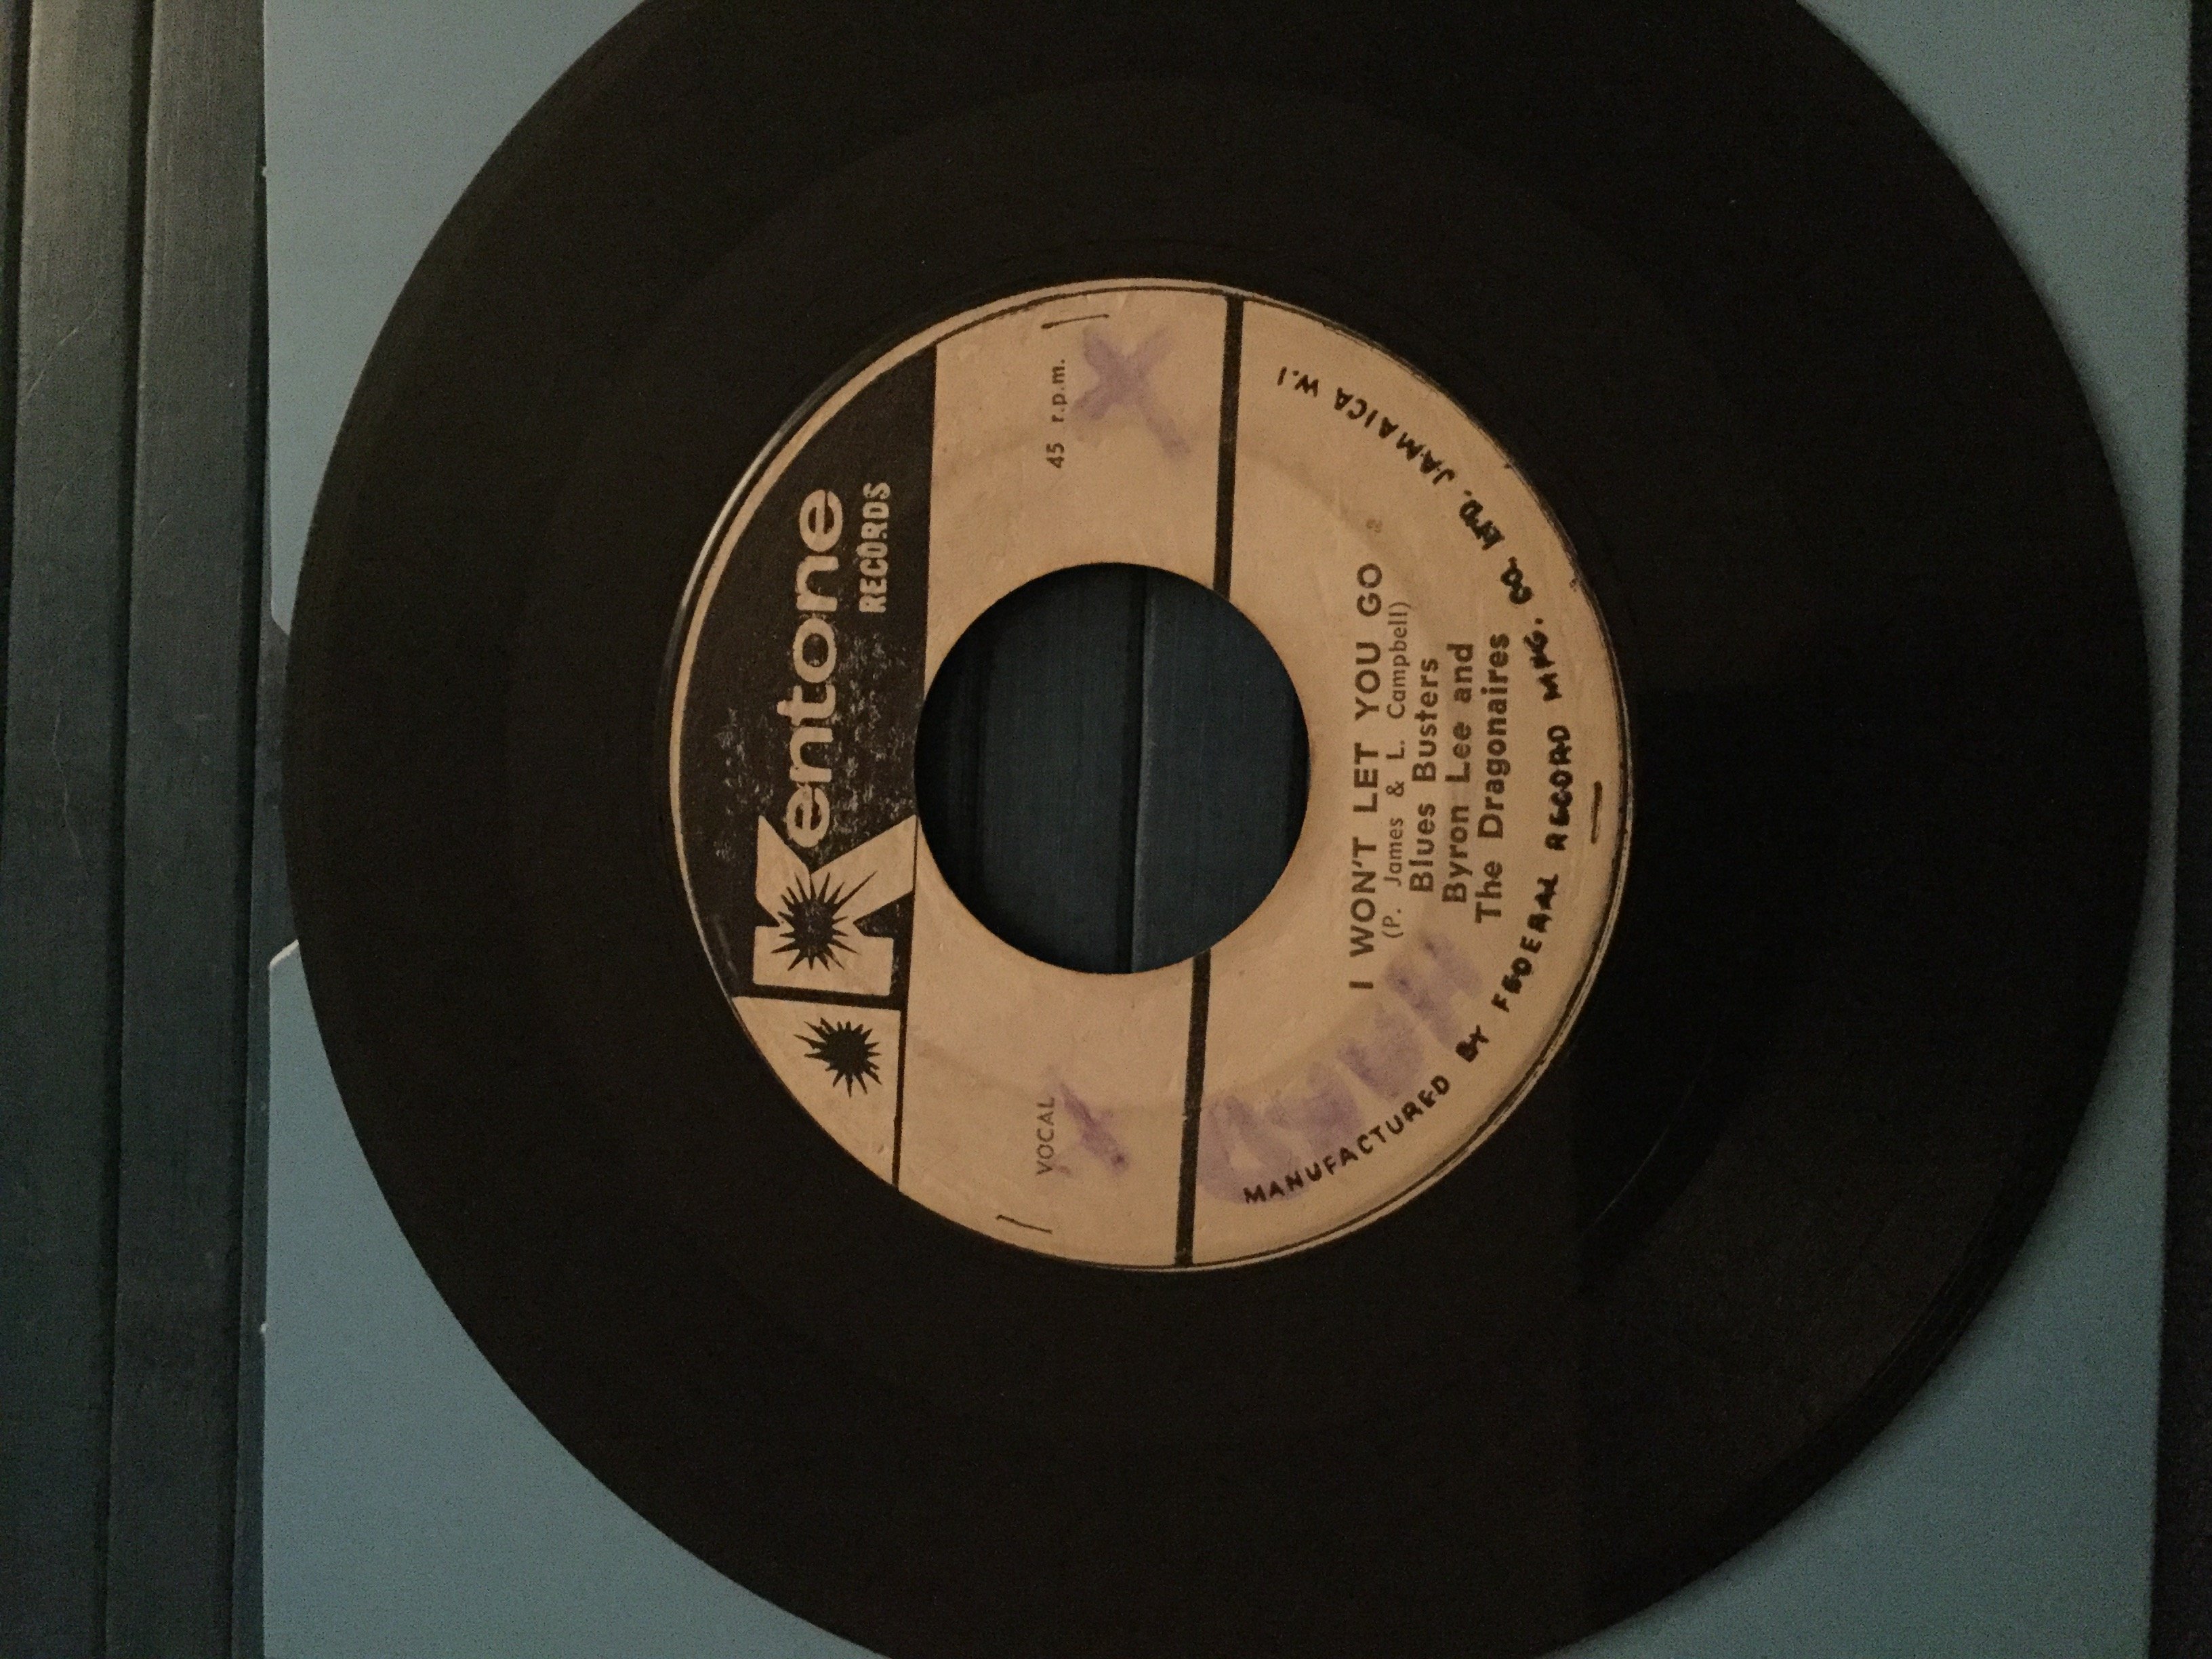 Kentone
RECORDS
VOCAL
45 r.p.m.
I WON'T LET YOU GO
(P. James & L. Campbell)
Blues Busters
Byron Lee and
The Dragonaires
MANUFACTURED BY FEDERAL RECORD MFG. CO. LTD. JAMAICA W.I